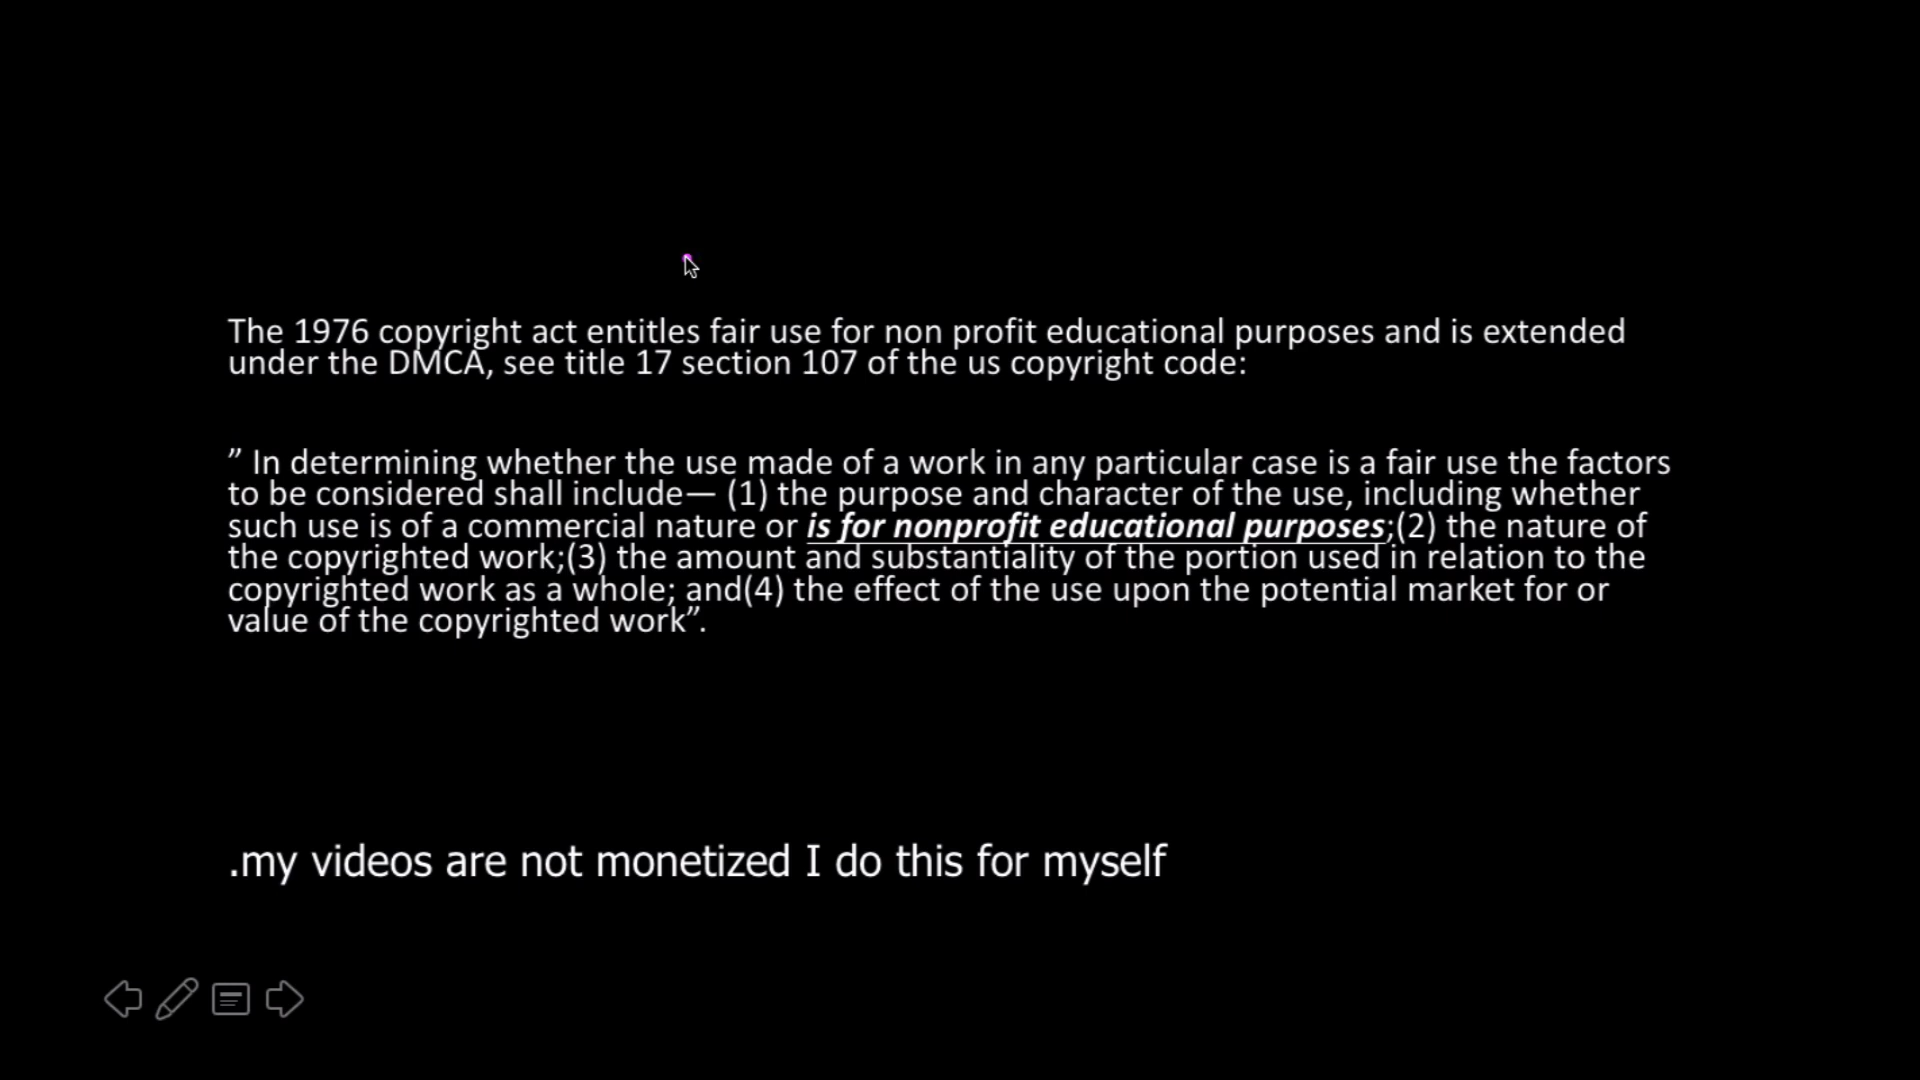 The 1976 copyright act entitles fair use for non profit educational purposes and is extended
under the DMCA, see title 17 section 107 of the us copyright code:
” In determining whether the use made of a work in any particular case is a fair use the factors
to be considered shall include— (1) the purpose and character of the use, including whether
such use is of a commercial nature or is for nonprofit educational purposes;(2) the nature of
the copyrighted work;(3) the amount and substantiality of the portion used in relation to the
copyrighted work as a whole; and(4) the effect of the use upon the potential market for or
value of the copyrighted work”.
.my videos are not monetized I do this for myself